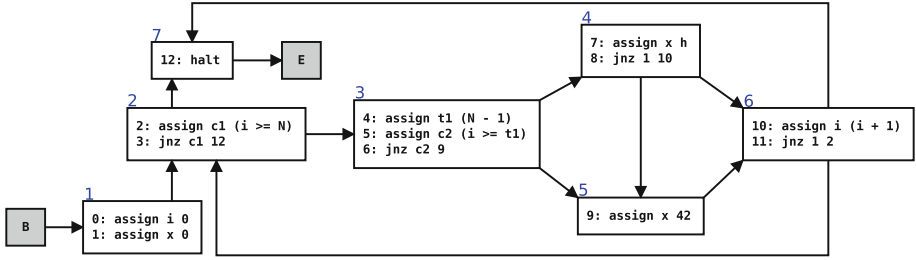 B
1
0: assign i 0
1: assign x 0
2
2: assign c1 (i >= N)
3: jnz c1 12
7
12: halt
E
3
4: assign t1 (N - 1)
5: assign c2 (i >= t1)
6: jnz c2 9
4
7: assign x h
8: jnz 1 10
5
9: assign x 42
6
10: assign i (i + 1)
11: jnz 1 2